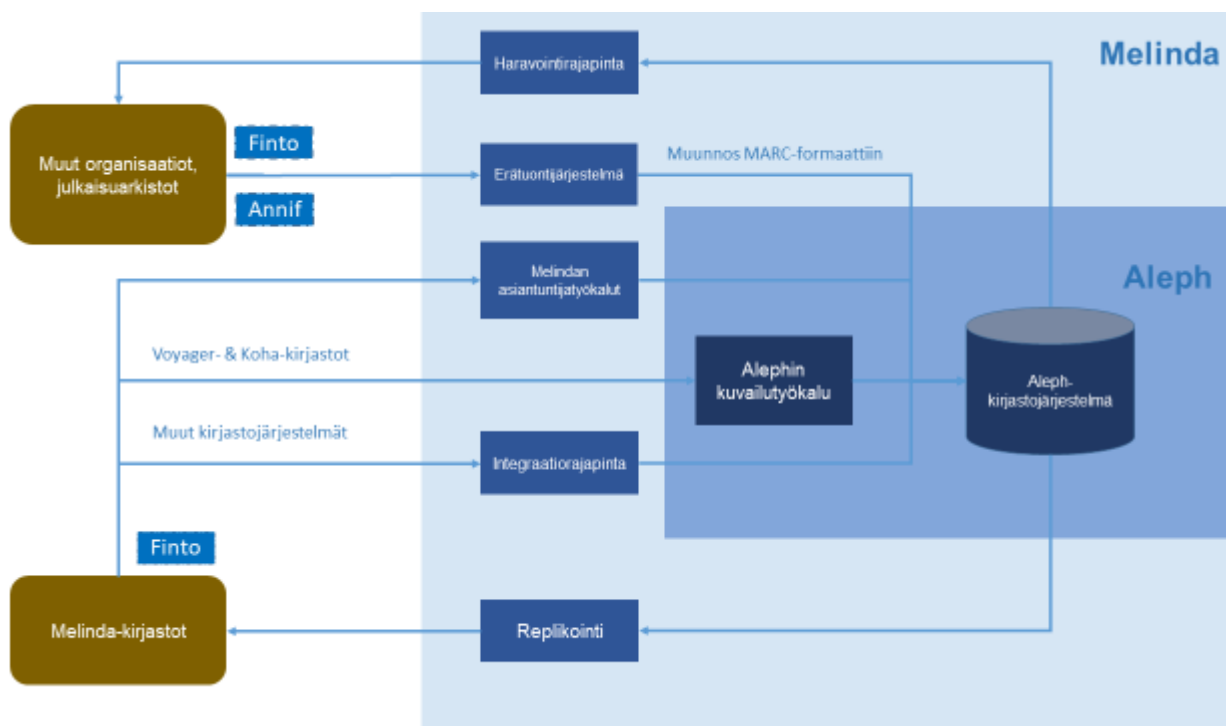 Melinda
Haravointirajapinta
Finto
Muut organisaatiot,
julkaisuarkistot
Erätuontijärjestelmä
Muunnos MARC-formaattiin
Annif
Melindan
asiantuntijatyökalut
Aleph
Voyager- & Koha-kirjastot
Alephin
kuvailutyökalu
Aleph-
kirjastojärjestelmä
Muut kirjastojärjestelmät
Integraatiorajapinta
Finto
Melinda-kirjastot
Replikointi